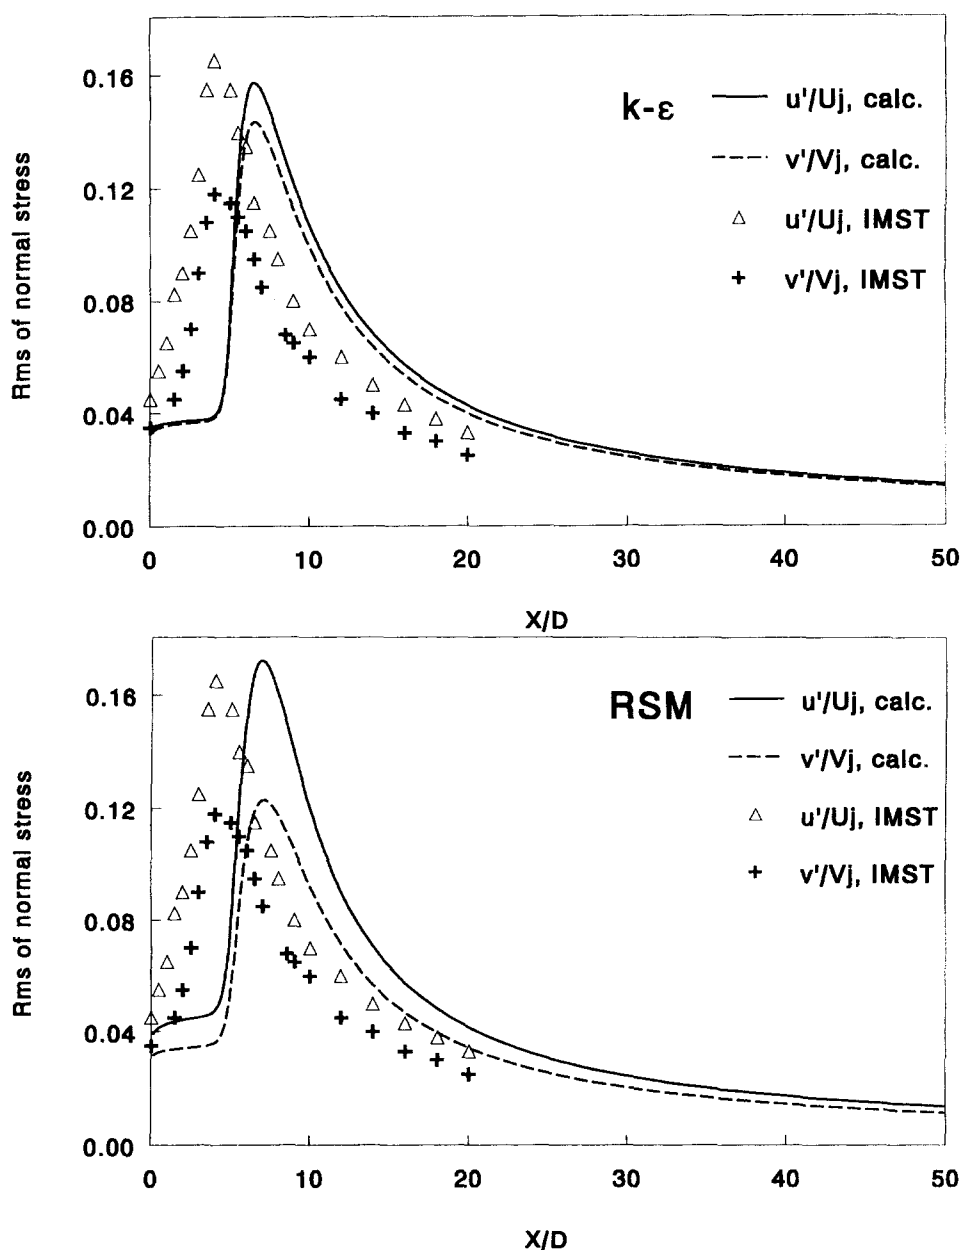 0.16
0.12
0.08
0.04
0.00
Rms of normal stress
k-ε
u'/Uj, calc.
v'/Vj, calc.
u'/Uj, IMST
v'/Vj, IMST
0 10 20 30 40 50
X/D
0.16
0.12
0.08
0.04
0.00
Rms of normal stress
RSM
u'/Uj, calc.
v'/Vj, calc.
u'/Uj, IMST
v'/Vj, IMST
0 10 20 30 40 50
X/D